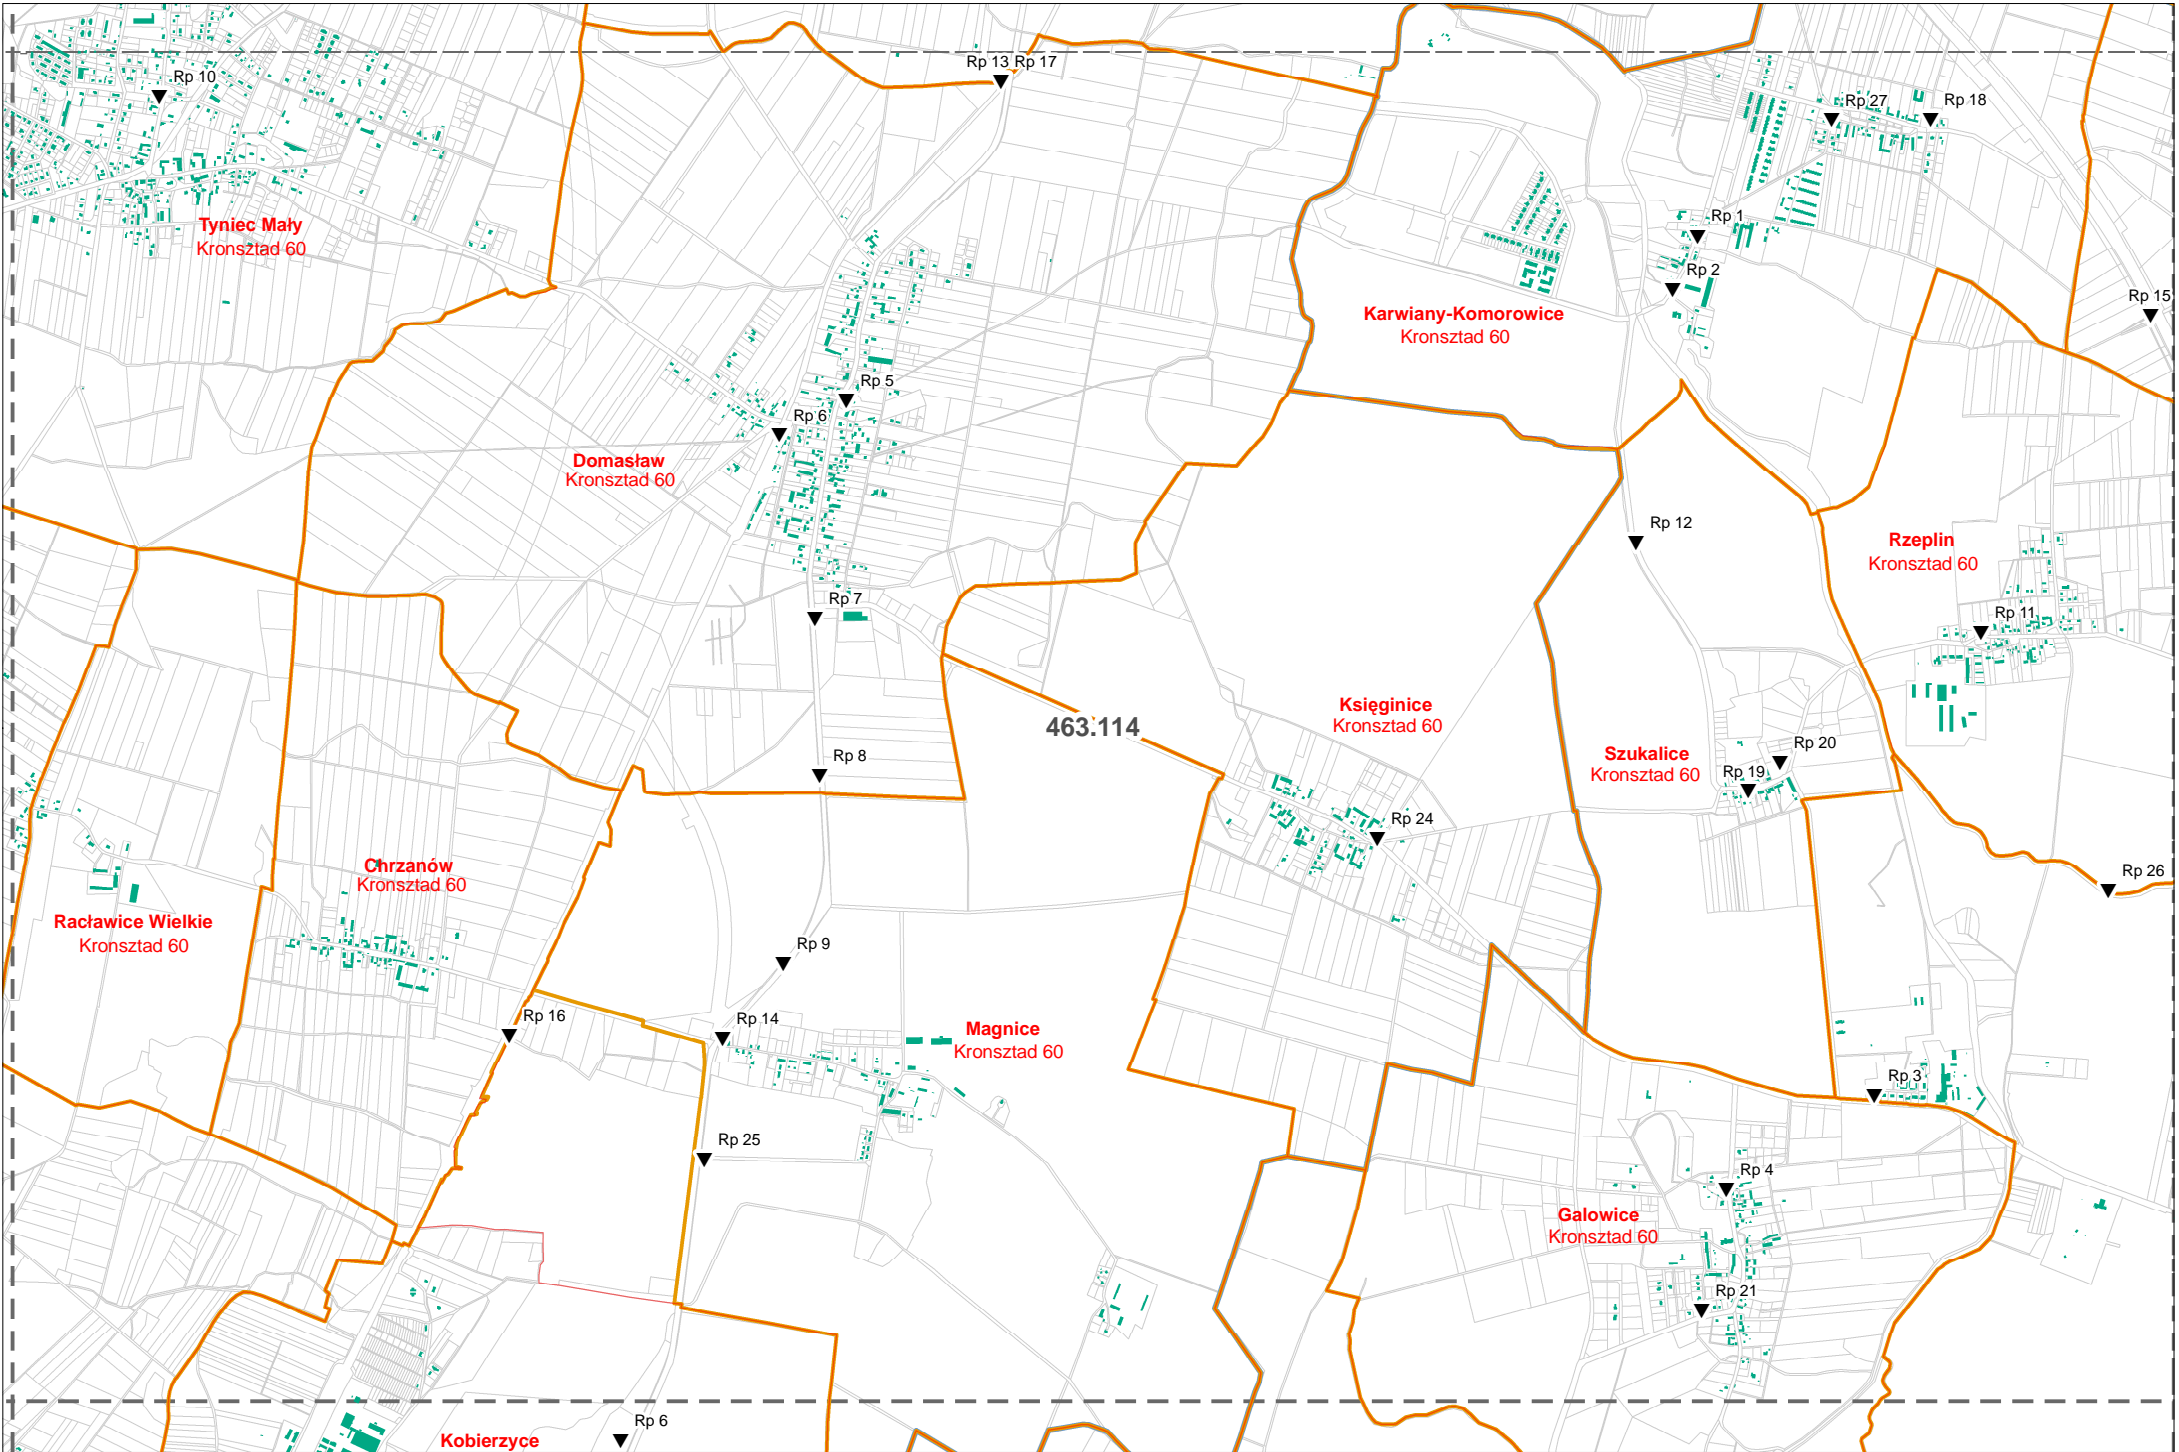 Rp 13 Rp 17
Rp 10
Rp 27
Rp 18
Tyniec Mały
Kronsztad 60
Rp 1
Rp 2
Rp 15
Karwiany-Komorowice
Kronsztad 60
Rp 5
Rp 6
Domasław
Kronsztad 60
Rp 12
Rzeplin
Kronsztad 60
Rp 7
Rp 11
Księginice
Kronsztad 60
463.114
Rp 8
Szukalice
Kronsztad 60
Rp 20
Rp 19
Rp 24
Chrzanów
Kronsztad 60
Rp 26
Racławice Wielkie
Kronsztad 60
Rp 9
Rp 16
Rp 14
Magnice
Kronsztad 60
Rp 3
Rp 25
Rp 4
Galowice
Kronsztad 60
Rp 21
Rp 6
Kobierzyce